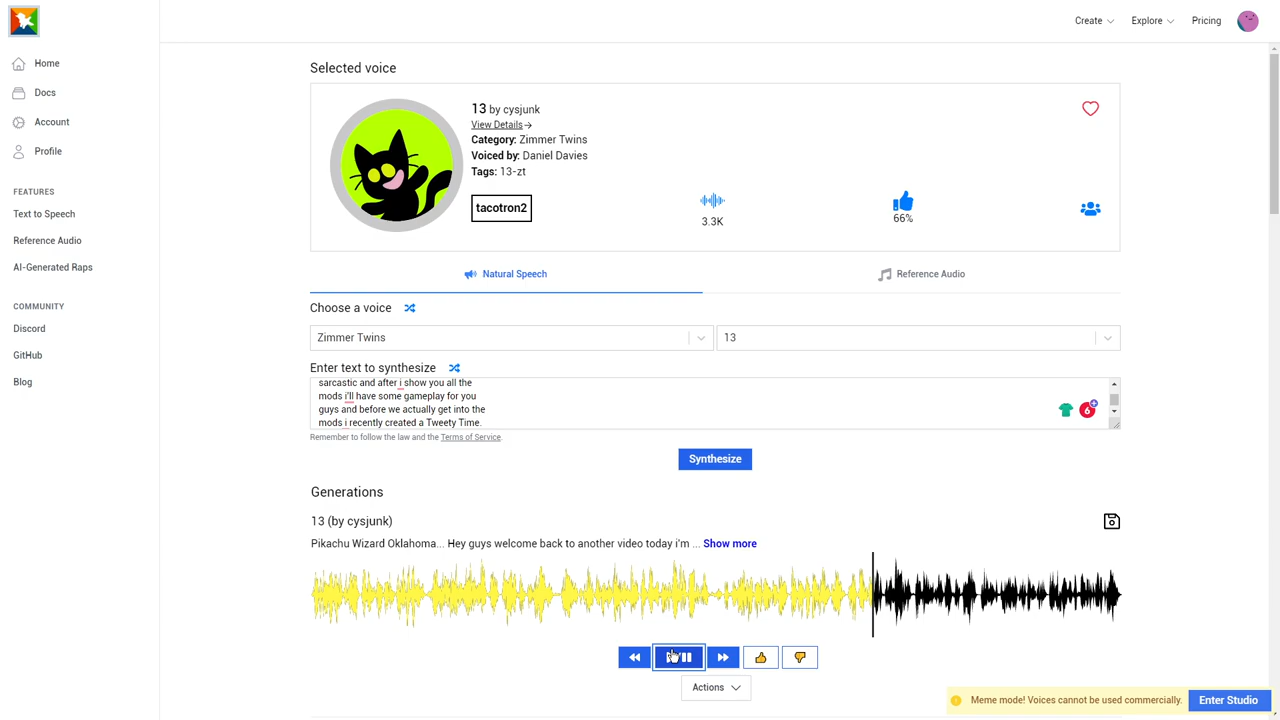 Create
Explore
Pricing
Home
Docs
Account
Profile
FEATURES
Text to Speech
Reference Audio
AI-Generated Raps
COMMUNITY
Discord
GitHub
Blog
Selected voice
13 by cysjunk
View Details→
Category: Zimmer Twins
Voiced by: Daniel Davies
Tags: 13-zt
tacotron2
3.3K
66%
Natural Speech
Reference Audio
Choose a voice
Zimmer Twins
13
Enter text to synthesize
sarcastic and after i show you all the
mods i'll have some gameplay for you
guys and before we actually get into the
mods i recently created a Tweety Time.
6
Remember to follow the law and the Terms of Service.
Synthesize
Generations
13 (by cysjunk)
Pikachu Wizard Oklahoma... Hey guys welcome back to another video today i'm ... Show more
Actions
Meme mode! Voices cannot be used commercially.
Enter Studio